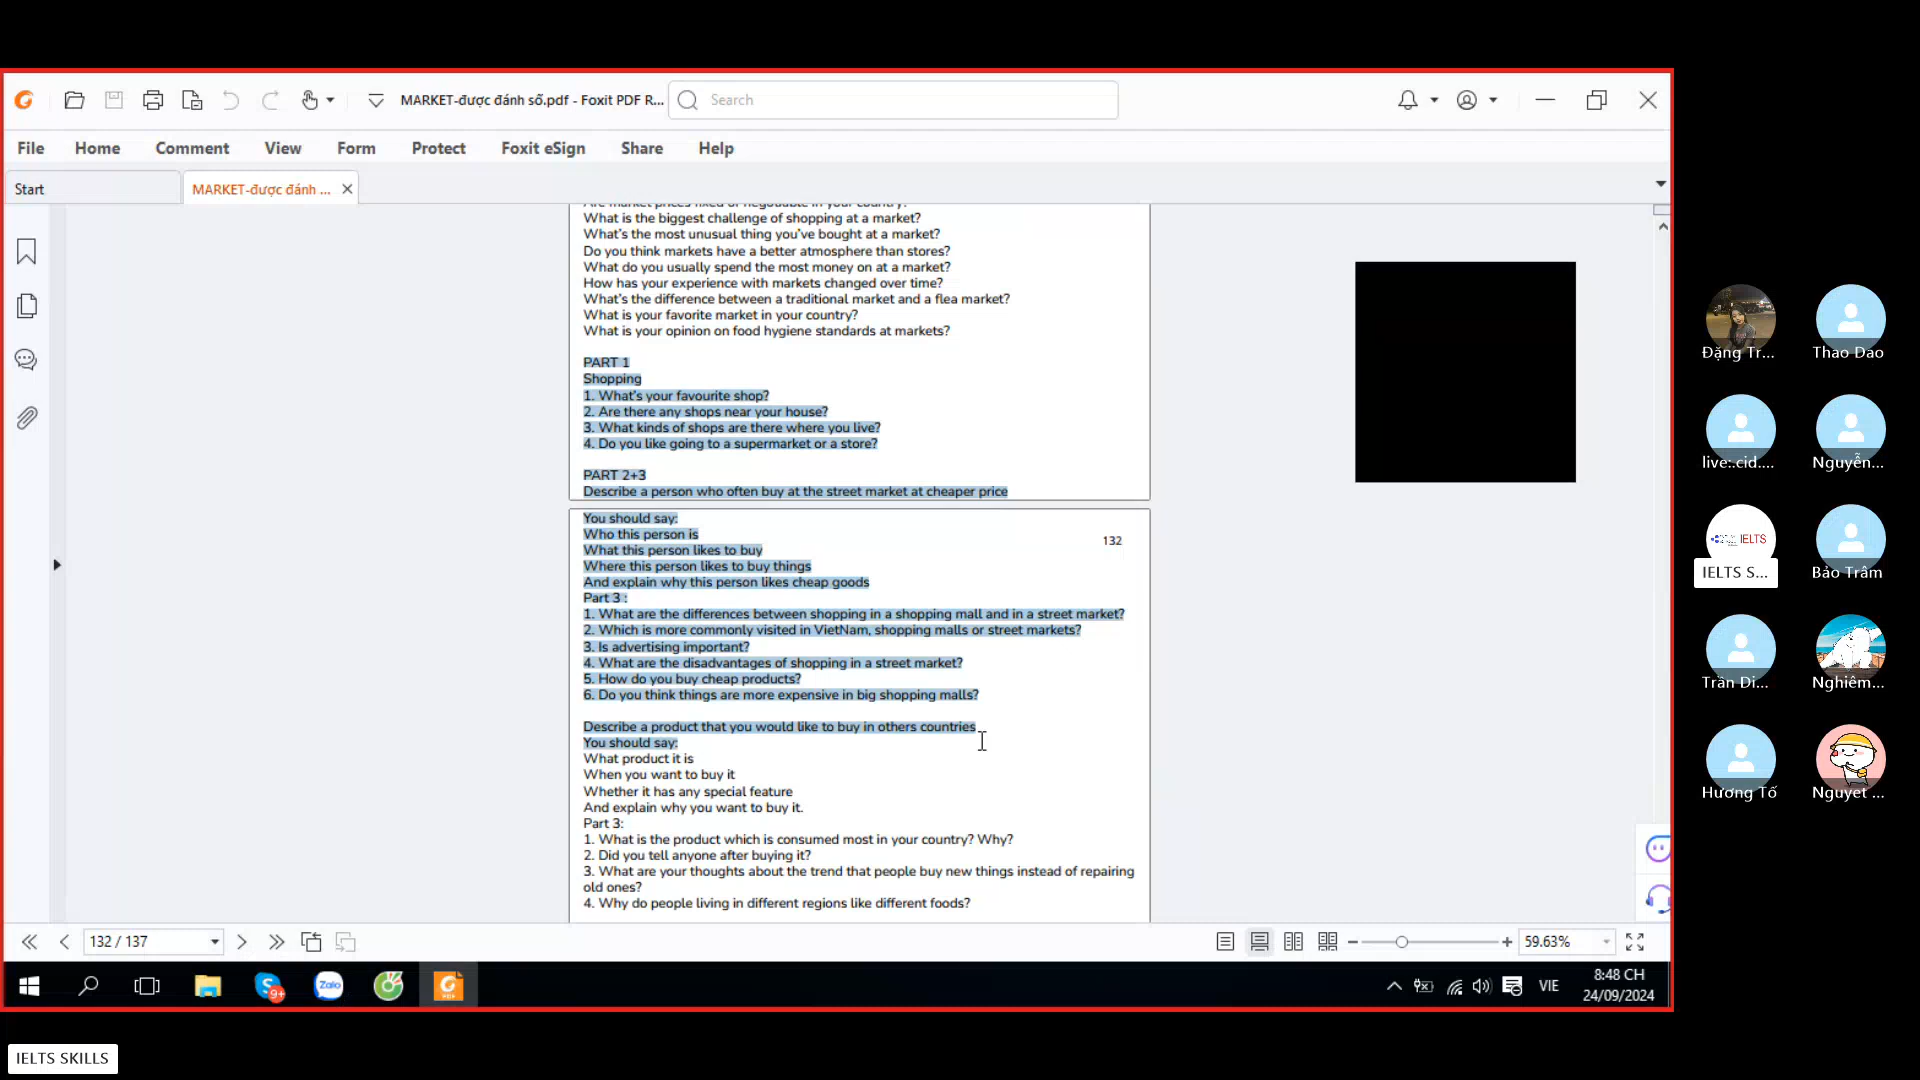 MARKET-được đánh số.pdf - Foxit PDF R...
Search
File Home Comment View Form Protect Foxit eSign Share Help
Start
MARKET-được đánh ...
Are market prices fixed or negotiable in your country?
What is the biggest challenge of shopping at a market?
What's the most unusual thing you've bought at a market?
Do you think markets have a better atmosphere than stores?
What do you usually spend the most money on at a market?
How has your experience with markets changed over time?
What's the difference between a traditional market and a flea market?
What is your favorite market in your country?
What is your opinion on food hygiene standards at markets?
PART 1
Shopping
1. What's your favourite shop?
2. Are there any shops near your house?
3. What kinds of shops are there where you live?
4. Do you like going to a supermarket or a store?
PART 2+3
Describe a person who often buy at the street market at cheaper price
You should say:
Who this person is
132
What this person likes to buy
Where this person likes to buy things
And explain why this person likes cheap goods
Part 3 :
1. What are the differences between shopping in a shopping mall and in a street market?
2. Which is more commonly visited in VietNam, shopping malls or street markets?
3. Is advertising important?
4. What are the disadvantages of shopping in a street market?
5. How do you buy cheap products?
6. Do you think things are more expensive in big shopping malls?
Describe a product that you would like to buy in others countries
You should say:
What product it is
When you want to buy it
Whether it has any special feature
And explain why you want to buy it.
Part 3:
1. What is the product which is consumed most in your country? Why?
2. Did you tell anyone after buying it?
3. What are your thoughts about the trend that people buy new things instead of repairing
old ones?
4. Why do people living in different regions like different foods?
132 / 137
59.63%
9+
Zalo
PDF
VIE
8:48 CH
24/09/2024
Đặng Tr...
Thao Dao
live:.cid....
Nguyễn...
IELTS
IELTS S...
Bảo Trâm
Trần Di...
Nghiêm...
Hương Tố
Nguyet ...
IELTS SKILLS